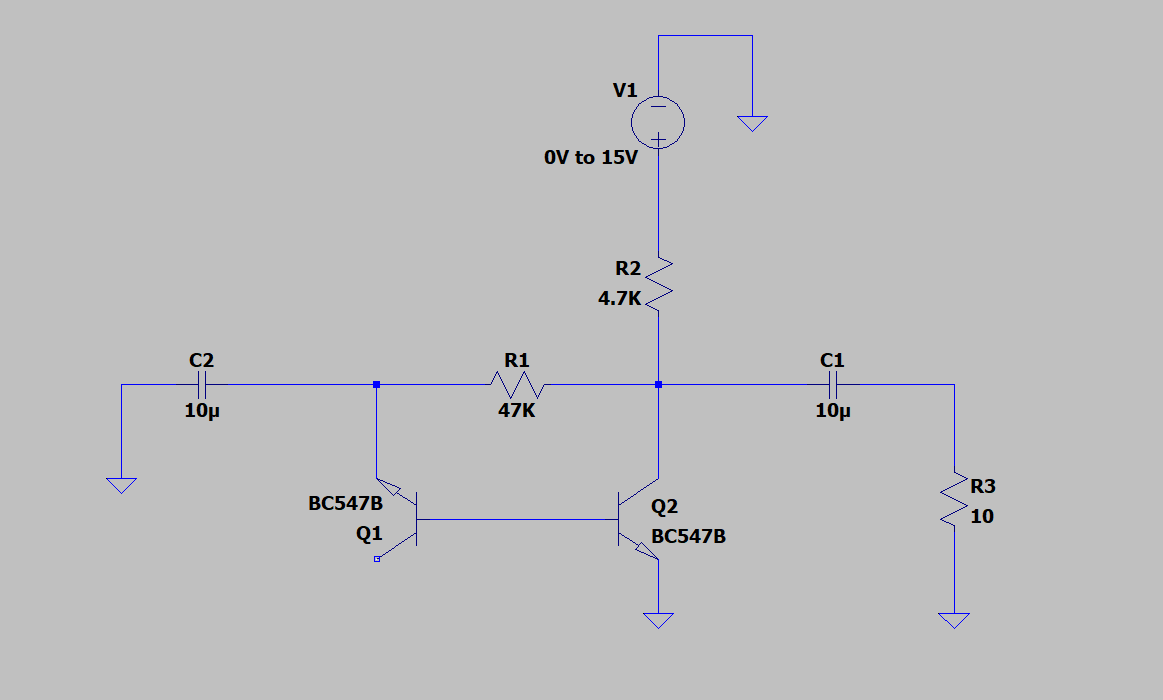 V1
0V to 15V
R2
4.7K
C2
10µ
R1
47K
C1
10µ
BC547B
Q1
Q2
BC547B
R3
10